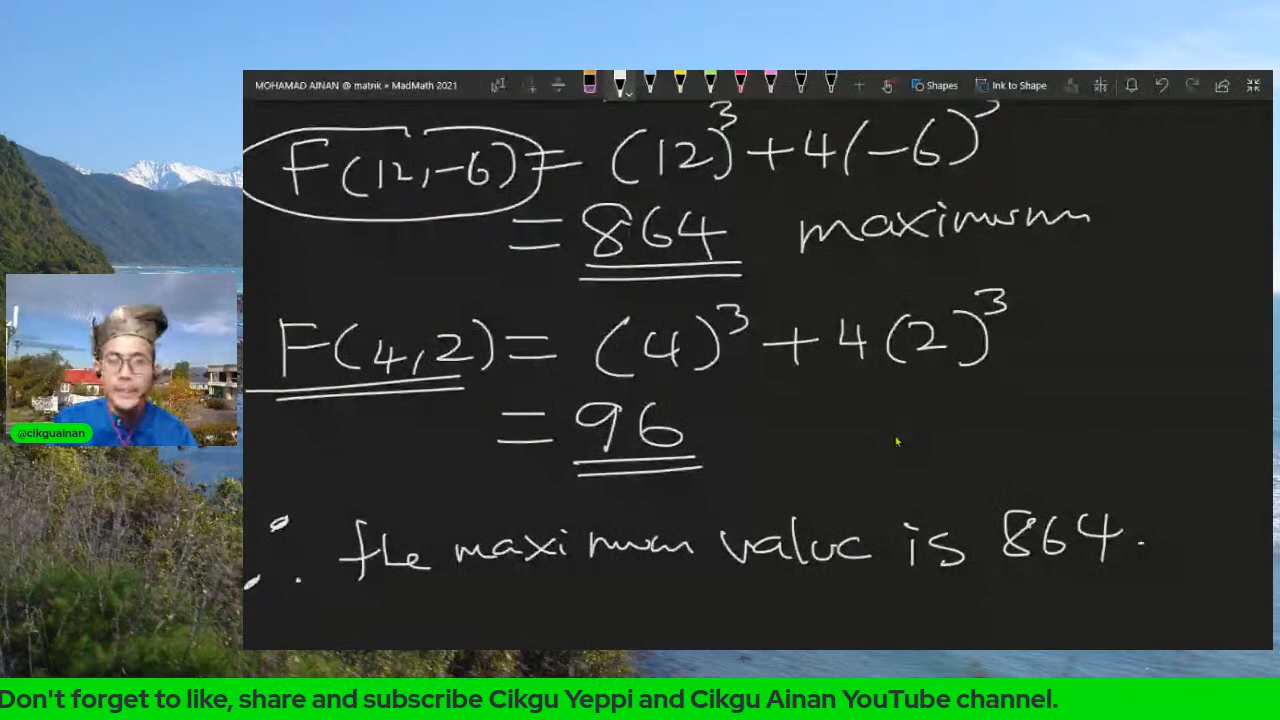 MOHAMAD AINAN @ matrik = MadMath 2021
Shapes
Ink to Shape
F(12,-6) = (12)³ + 4(-6)³
= 864 maximum
F(4,2) = (4)³ + 4(2)³
= 96
@cikguainan
∴ the maximum value is 864.
Don't forget to like, share and subscribe Cikgu Yeppi and Cikgu Ainan YouTube channel.